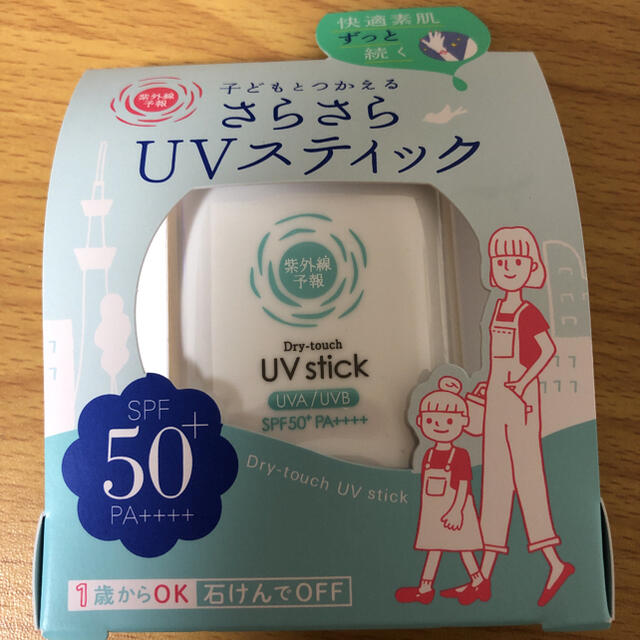 快適素肌
ずっと
続く
紫外線
予報
子どもとつかえる
さらさら
UVスティック
紫外線
予報
Dry-touch
UV stick
UVA/UVB
SPF50+ PA++++
SPF
50+
PA++++
Dry-touch UV stick
1歳からOK 石けんでOFF